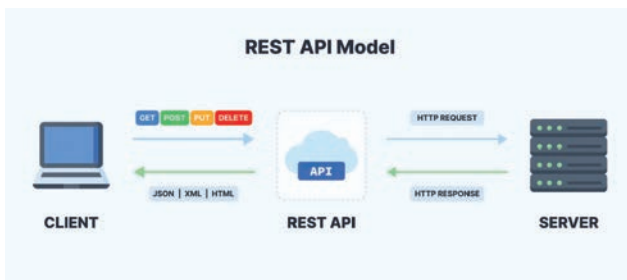 REST API Model
GET POST PUT DELETE
HTTP REQUEST
API
JSON | XML | HTML
HTTP RESPONSE
CLIENT
REST API
SERVER